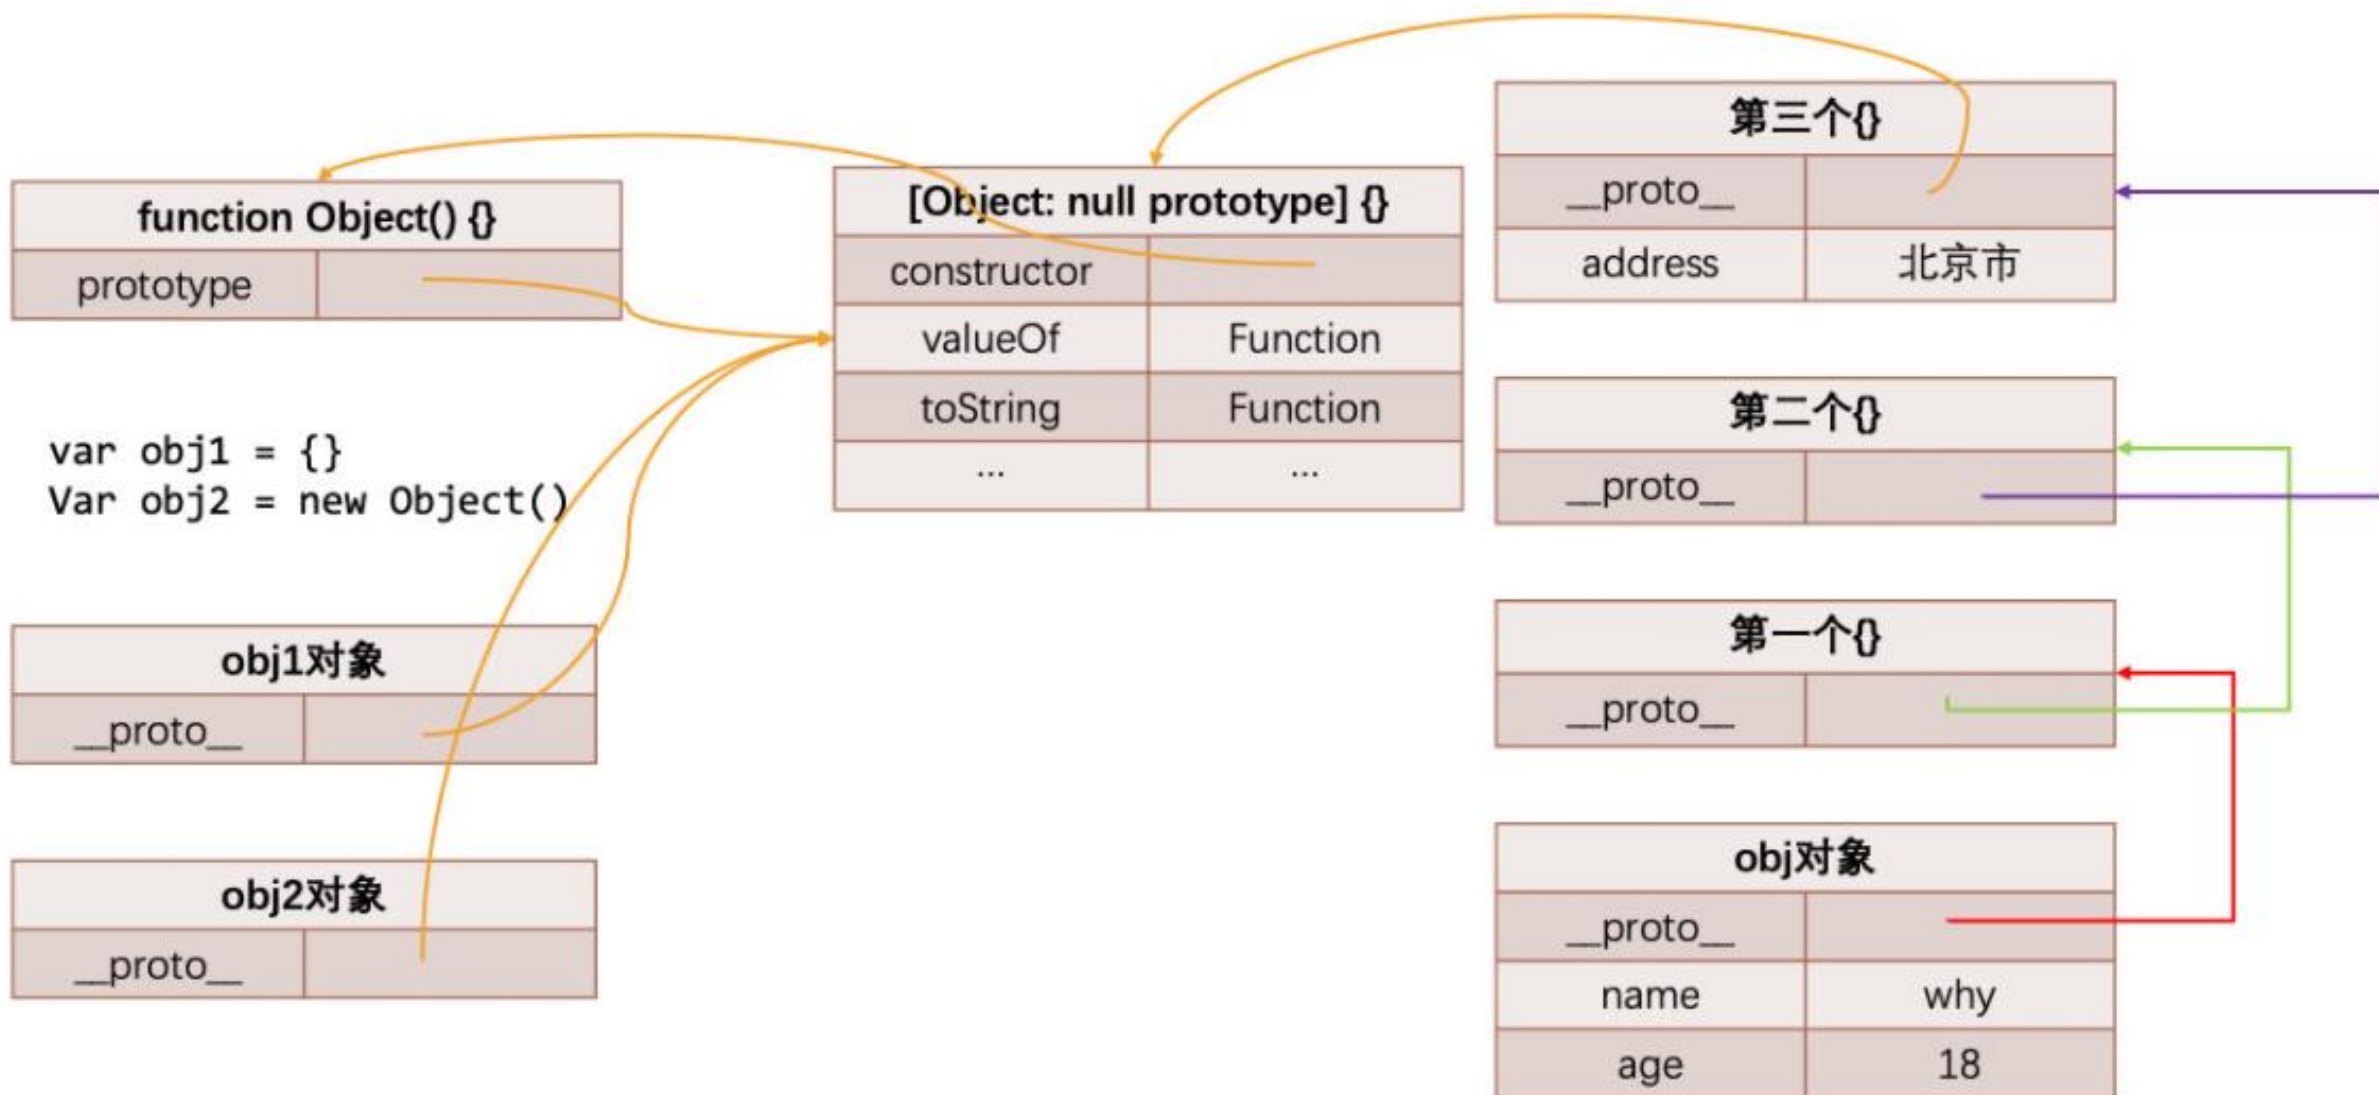 function Object() {}
prototype
var obj1 = {}
Var obj2 = new Object()
obj1对象
__proto__
obj2对象
__proto__
[Object: null prototype] {}
constructor
valueOf Function
toString Function
... ...
第三个{}
__proto__
address 北京市
第二个{}
__proto__
第一个{}
__proto__
obj对象
__proto__
name why
age 18